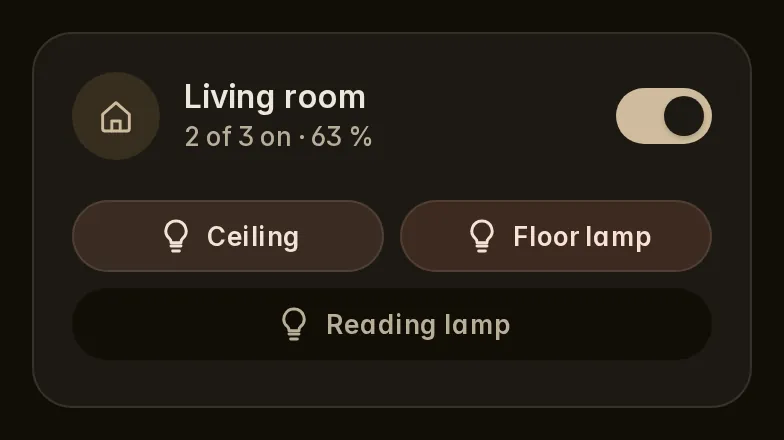 Living room
2 of 3 on · 63 %
Ceiling
Floor lamp
Reading lamp